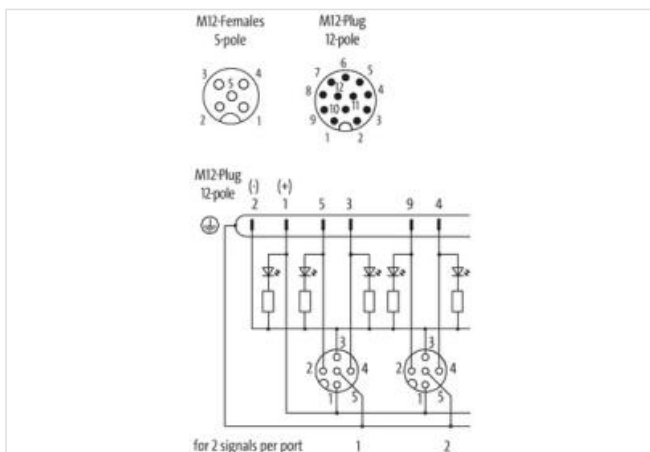 M12-Females M12-Plug
5-pole 12-pole
3 5 4
2 1
6
7 5
8 12 4
10 11
9 3
1 2
M12-Plug
12-pole
(-) (+)
2 1 5 3 9 4
3 3
2 4 2 4
1 5 1 5
for 2 signals per port 1 2